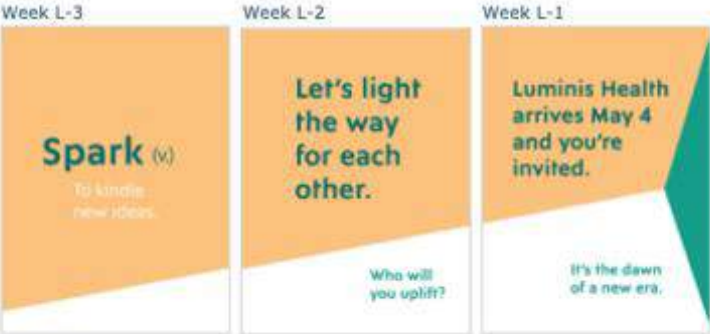 Week L-3
Spark (v.)
To kindle
new ideas.
Week L-2
Let's light
the way
for each
other.
Who will
you uplift?
Week L-1
Luminis Health
arrives May 4
and you're
invited.
It's the dawn
of a new era.